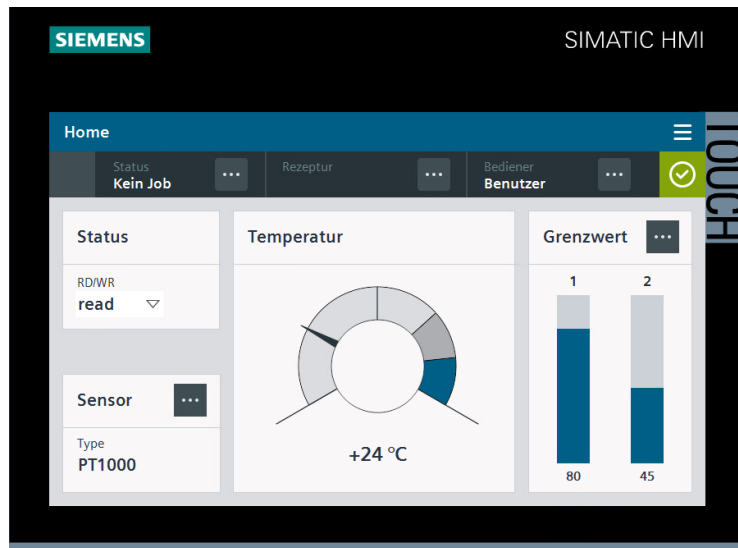 SIEMENS
SIMATIC HMI
TOUCH
Home
Status
Kein Job
...
Rezeptur
...
Bediener
Benutzer
...
Status
RD/WR
read
Temperatur
+24 °C
Grenzwert
...
1 2
80 45
Sensor
...
Type
PT1000